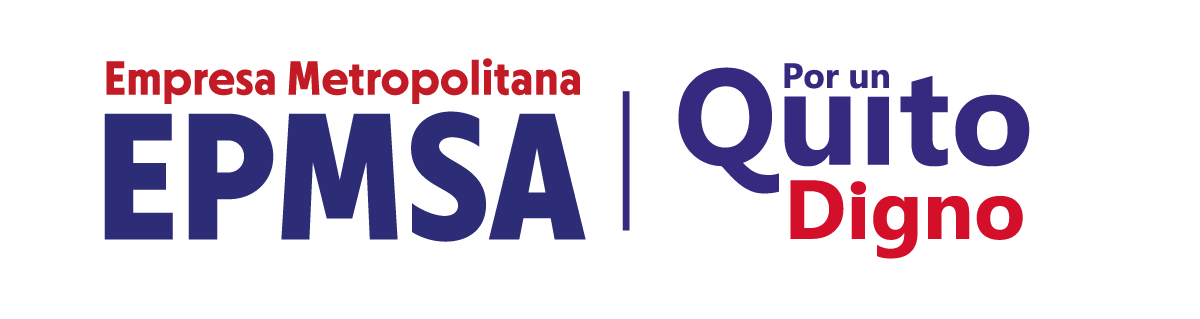 Empresa Metropolitana
EPMSA
Por un
Quito
Digno